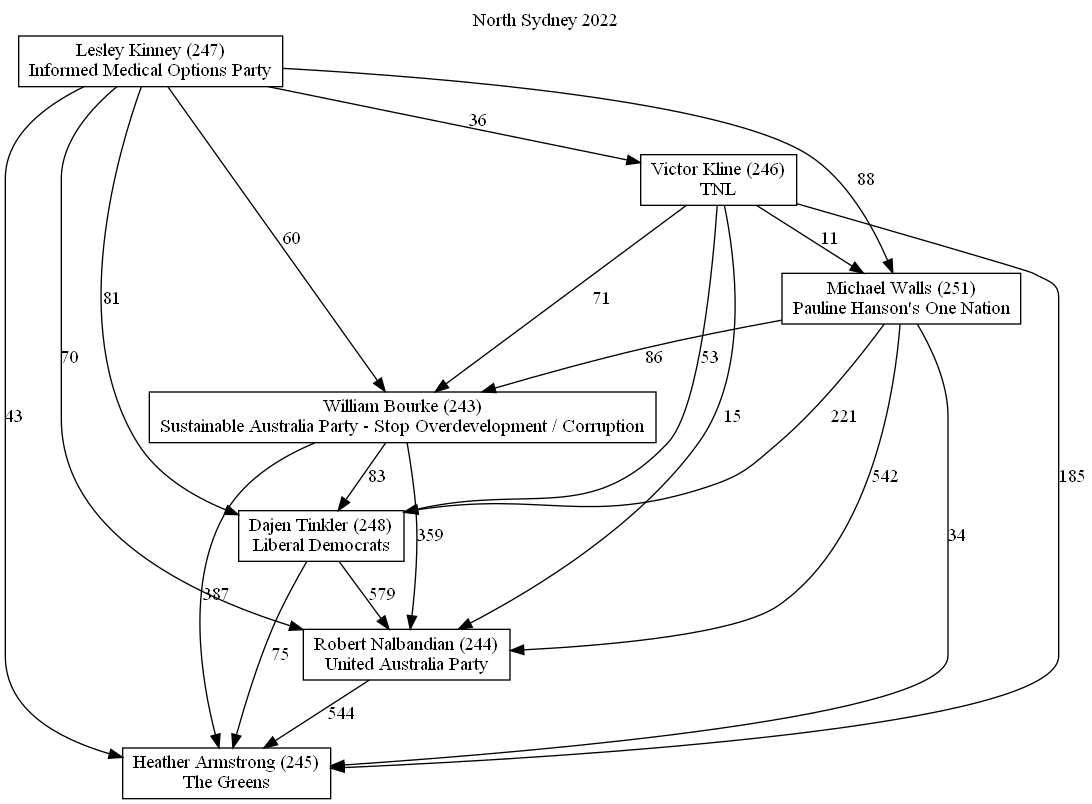 North Sydney 2022
Lesley Kinney (247)
Informed Medical Options Party
36
Victor Kline (246)
TNL
88
60
71
11
81
Michael Walls (251)
Pauline Hanson's One Nation
70
86
53
43
William Bourke (243)
Sustainable Australia Party - Stop Overdevelopment / Corruption
15
221
83
542
185
Dajen Tinkler (248)
Liberal Democrats
359
34
387
579
Robert Nalbandian (244)
United Australia Party
75
544
Heather Armstrong (245)
The Greens